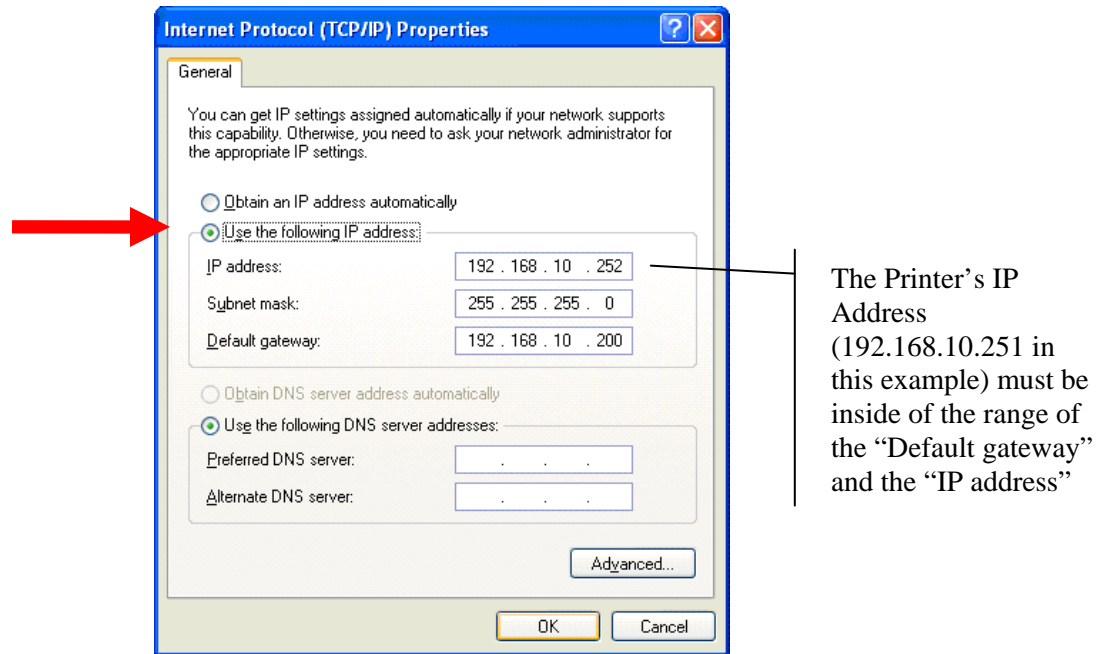 Internet Protocol (TCP/IP) Properties
General
You can get IP settings assigned automatically if your network supports
this capability. Otherwise, you need to ask your network administrator for
the appropriate IP settings.
Obtain an IP address automatically
Use the following IP address:
IP address: 192 . 168 . 10 . 252
Subnet mask: 255 . 255 . 255 . 0
Default gateway: 192 . 168 . 10 . 200
Obtain DNS server address automatically
Use the following DNS server addresses:
Preferred DNS server: . . .
Alternate DNS server: . . .
Advanced...
OK Cancel
The Printer’s IP
Address
(192.168.10.251 in
this example) must be
inside of the range of
the “Default gateway”
and the “IP address”